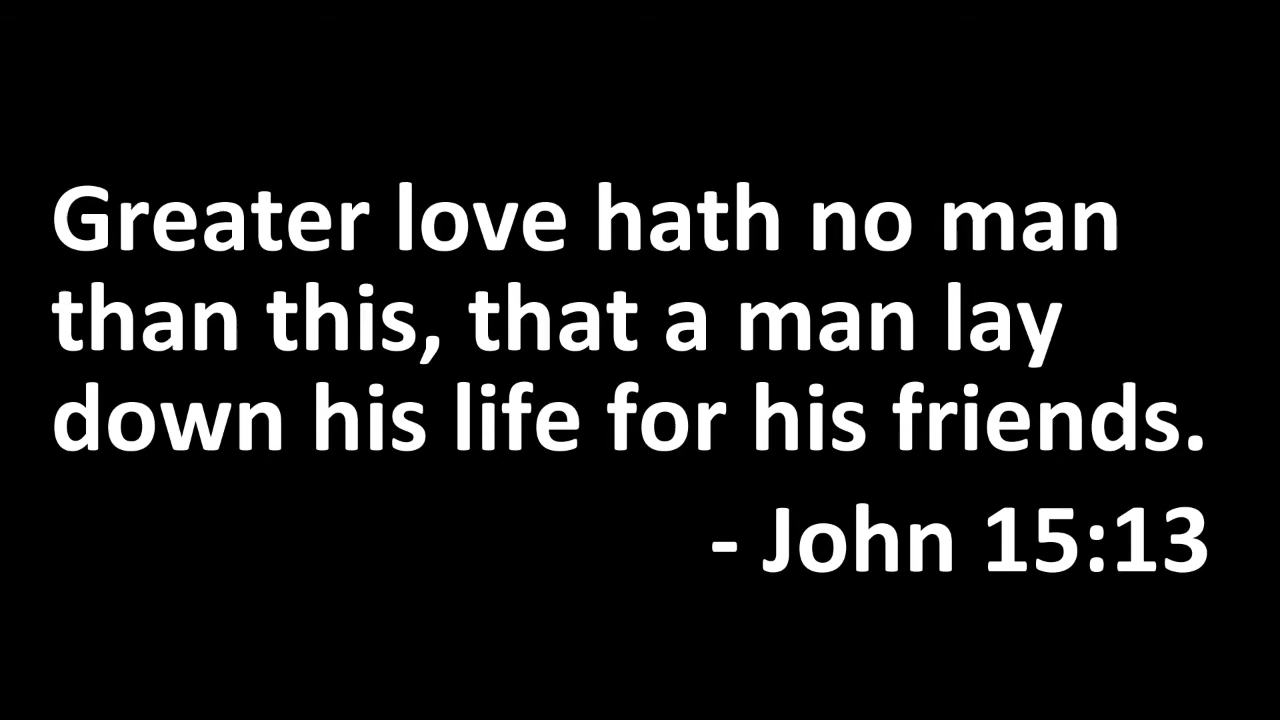 Greater love hath no man
than this, that a man lay
down his life for his friends.
- John 15:13